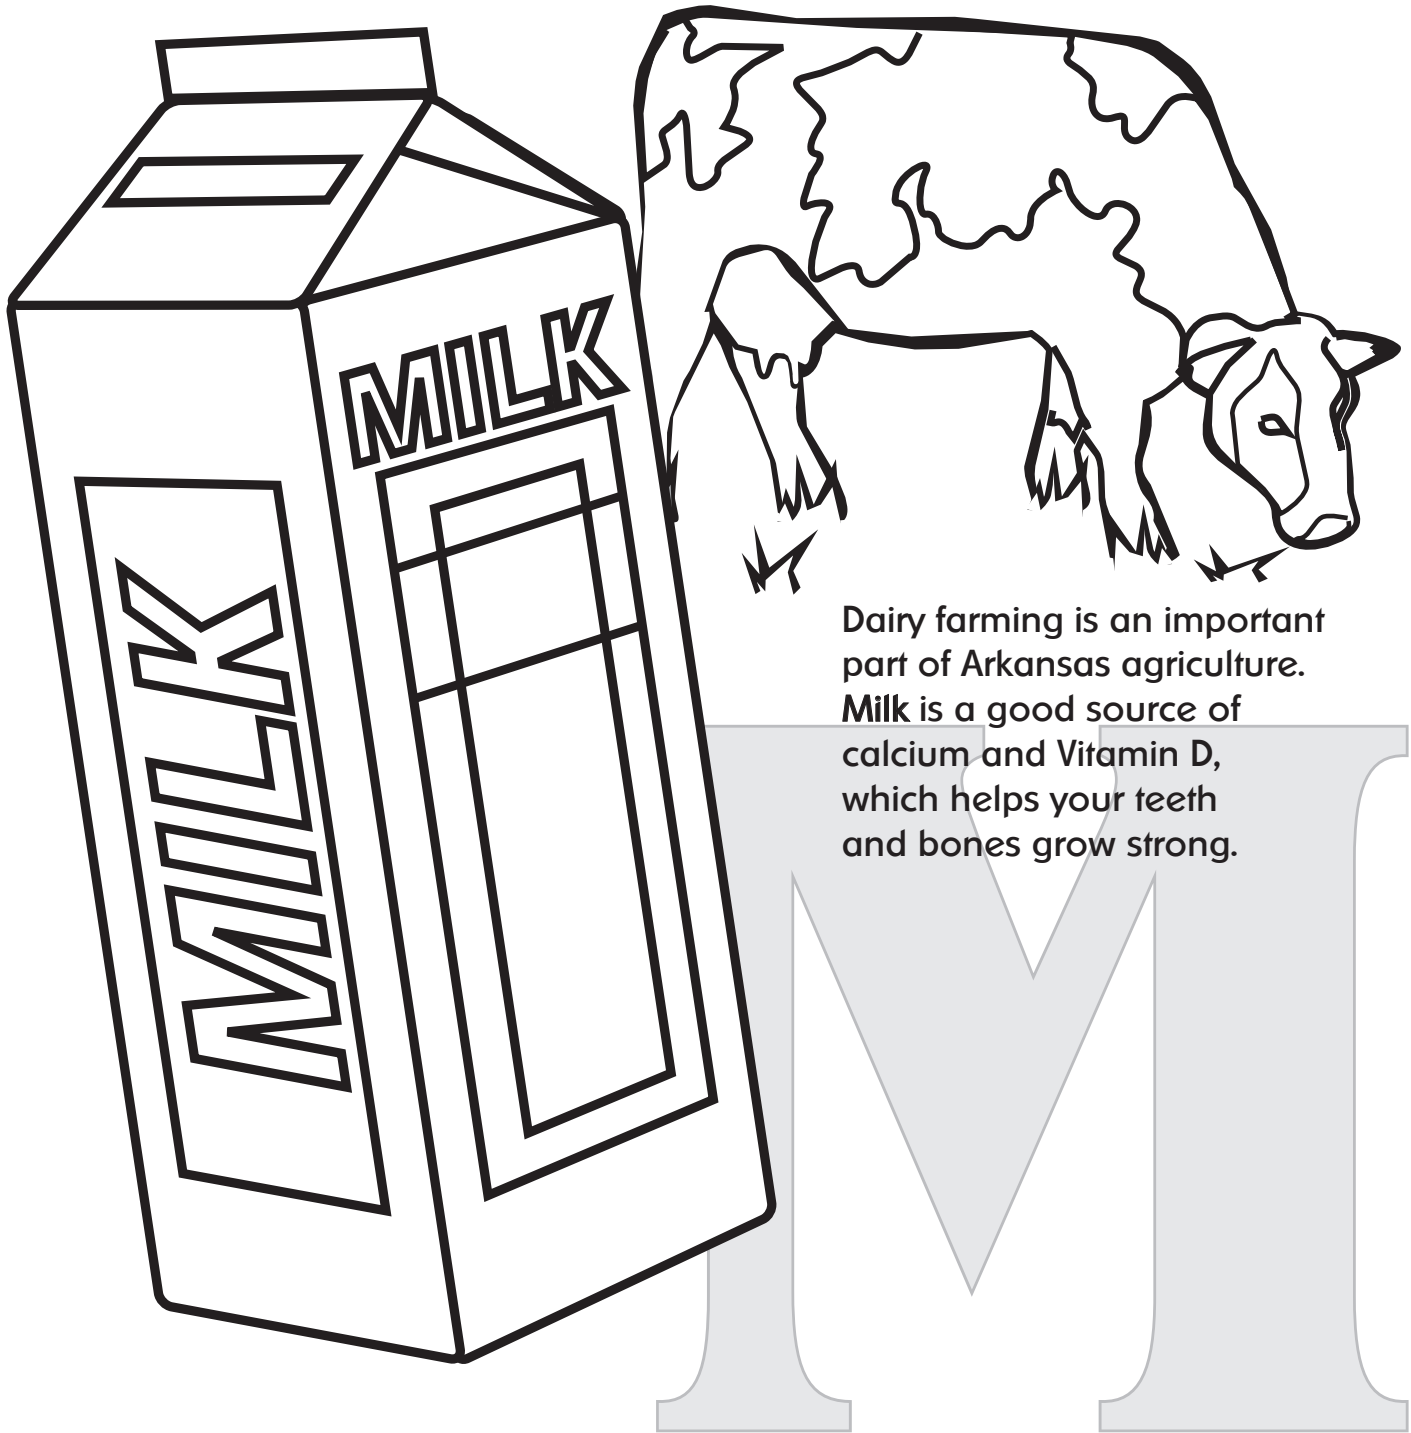 MILK
MILK
Dairy farming is an important
part of Arkansas agriculture.
Milk is a good source of
calcium and Vitamin D,
which helps your teeth
and bones grow strong.
M